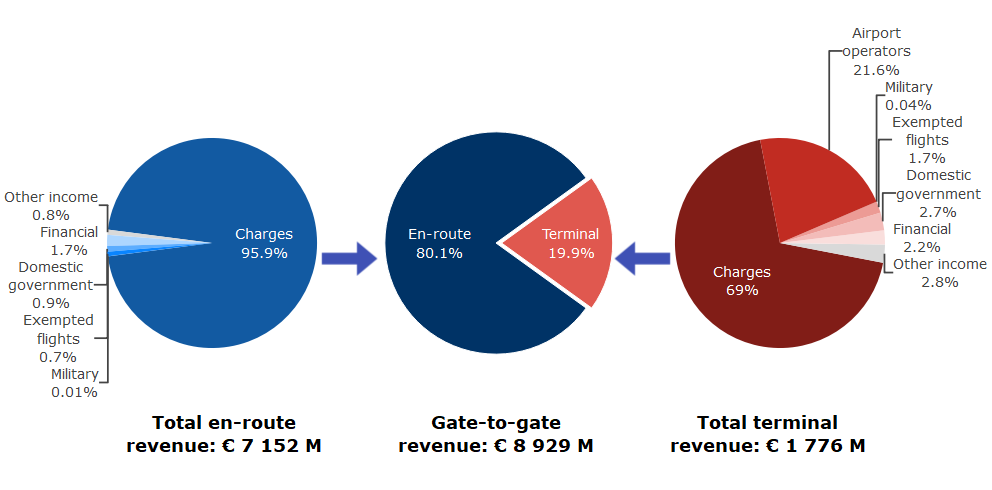 Other income
0.8%
Financial
1.7%
Domestic
government
0.9%
Exempted
flights
0.7%
Military
0.01%
Charges
95.9%
Total en-route
revenue: € 7 152 M
En-route
80.1%
Terminal
19.9%
Gate-to-gate
revenue: € 8 929 M
Airport
operators
21.6%
Military
0.04%
Exempted
flights
1.7%
Domestic
government
2.7%
Financial
2.2%
Other income
2.8%
Charges
69%
Total terminal
revenue: € 1 776 M